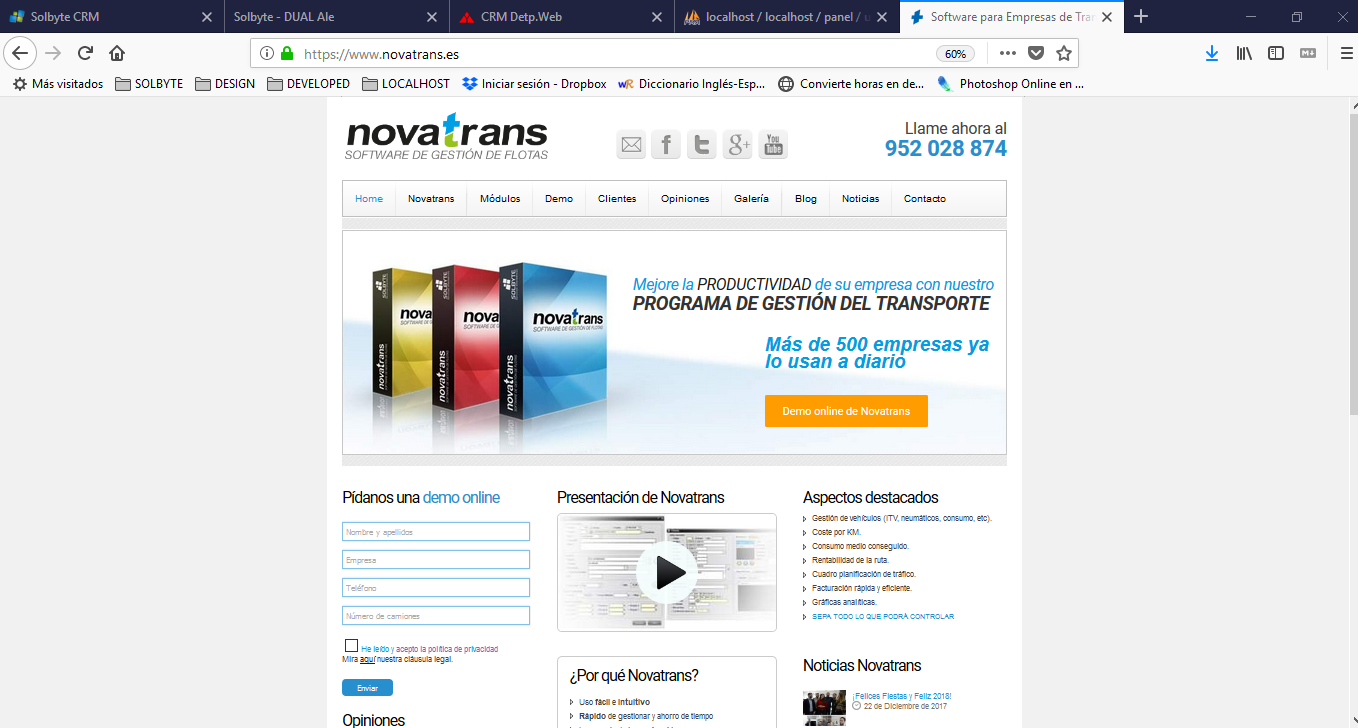 Solbyte CRM
Solbyte - DUAL Ale
CRM Detp.Web
localhost / localhost / panel / u
Software para Empresas de Tran
https://www.novatrans.es
60%
Más visitados
SOLBYTE
DESIGN
DEVELOPED
LOCALHOST
Iniciar sesión - Dropbox
Diccionario Inglés-Esp...
Convierte horas en de...
Photoshop Online en ...
novatrans
SOFTWARE DE GESTIÓN DE FLOTAS
Llame ahora al
952 028 874
Home
Novatrans
Módulos
Demo
Clientes
Opiniones
Galería
Blog
Noticias
Contacto
SOLBYTE
SOLBYTE
SOLBYTE
nova
nova
novatrans
SOFTWARE DE GESTIÓN DE FLOTAS
novatrans
novatrans
novatrans
Mejore la PRODUCTIVIDAD de su empresa con nuestro
PROGRAMA DE GESTIÓN DEL TRANSPORTE
Más de 500 empresas ya
lo usan a diario
Demo online de Novatrans
Pídanos una demo online
Nombre y apellidos
Empresa
Teléfono
Número de camiones
He leído y acepto la política de privacidad
Mira aquí nuestra cláusula legal.
Enviar
Opiniones
Presentación de Novatrans
¿Por qué Novatrans?
Uso fácil e intuitivo
Rápido de gestionar y ahorro de tiempo
Aspectos destacados
Gestión de vehículos (ITV, neumáticos, consumo, etc).
Coste por KM.
Consumo medio conseguido.
Rentabilidad de la ruta.
Cuadro planificación de tráfico.
Facturación rápida y eficiente.
Gráficas analíticas.
SEPA TODO LO QUE PODRÁ CONTROLAR
Noticias Novatrans
¡Felices Fiestas y Feliz 2018!
22 de Diciembre de 2017